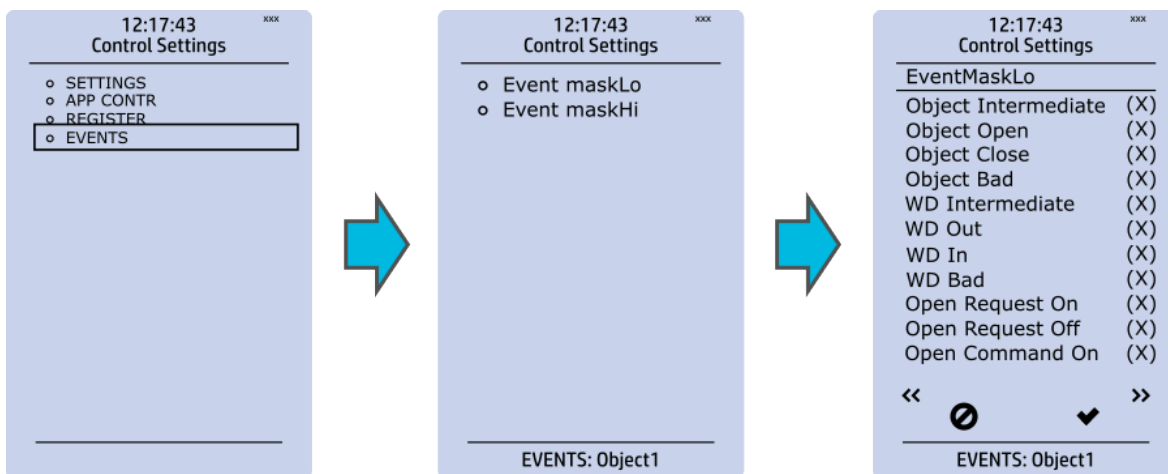 12:17:43 xxx
Control Settings
SETTINGS
APP CONTR
REGISTER
EVENTS
12:17:43 xxx
Control Settings
Event maskLo
Event maskHi
EVENTS: Object1
12:17:43 xxx
Control Settings
EventMaskLo
Object Intermediate (X)
Object Open (X)
Object Close (X)
Object Bad (X)
WD Intermediate (X)
WD Out (X)
WD In (X)
WD Bad (X)
Open Request On (X)
Open Request Off (X)
Open Command On (X)
<< >>
EVENTS: Object1